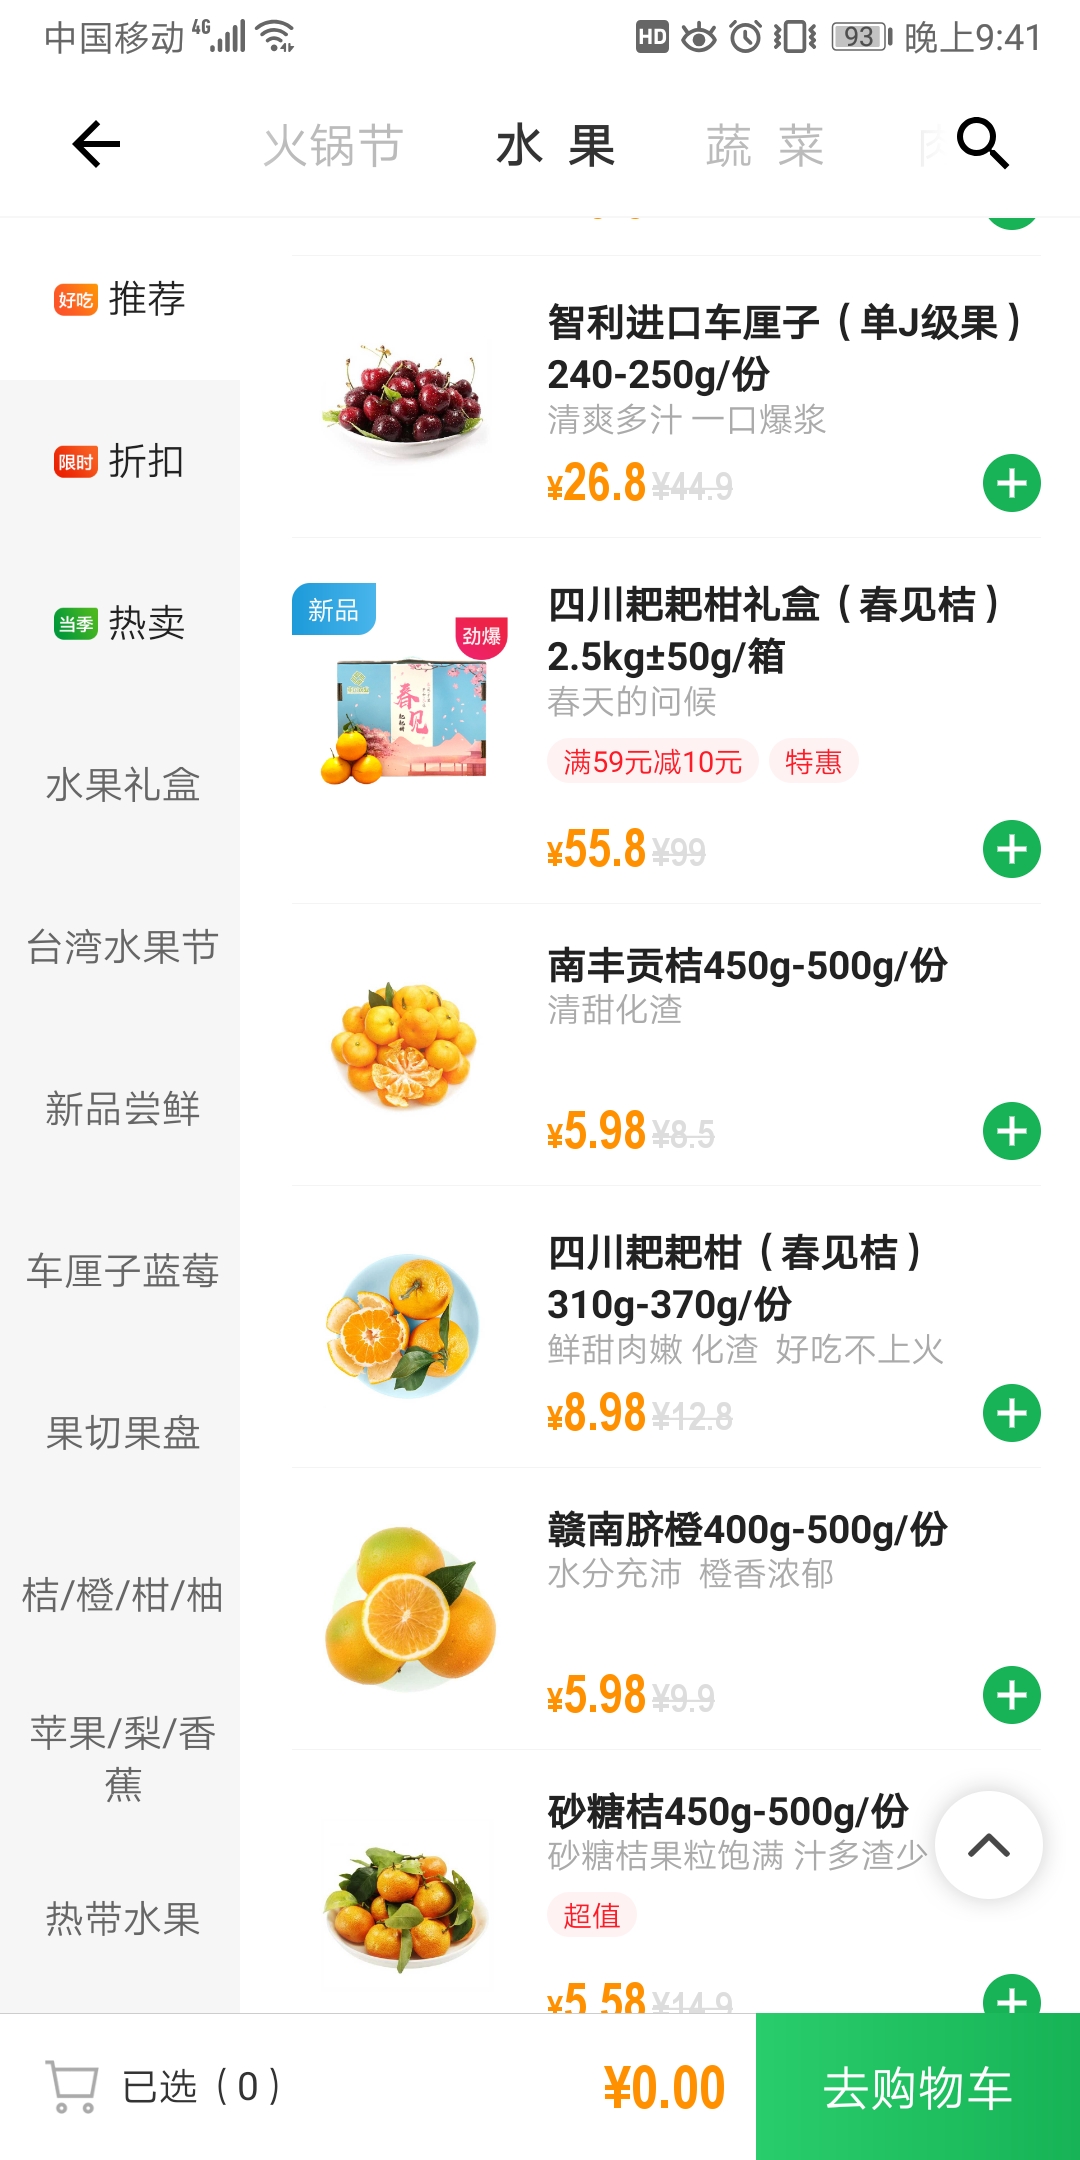 中国移动 4G HD 93 晚上9:41
火锅节 水 果 蔬 菜
好吃 推荐
限时 折扣
当季 热卖
水果礼盒
台湾水果节
新品尝鲜
车厘子蓝莓
果切果盘
桔/橙/柑/柚
苹果/梨/香
蕉
热带水果
智利进口车厘子（单J级果）
240-250g/份
清爽多汁 一口爆浆
¥26.8 ¥44.9
新品
劲爆
春见
四川耙耙柑礼盒（春见桔）
2.5kg±50g/箱
春天的问候
满59元减10元 特惠
¥55.8 ¥99
南丰贡桔450g-500g/份
清甜化渣
¥5.98 ¥8.5
四川耙耙柑（春见桔）
310g-370g/份
鲜甜肉嫩 化渣 好吃不上火
¥8.98 ¥12.8
赣南脐橙400g-500g/份
水分充沛 橙香浓郁
¥5.98 ¥9.9
砂糖桔450g-500g/份
砂糖桔果粒饱满 汁多渣少
超值
¥5.58 ¥14.9
已选（0） ¥0.00 去购物车